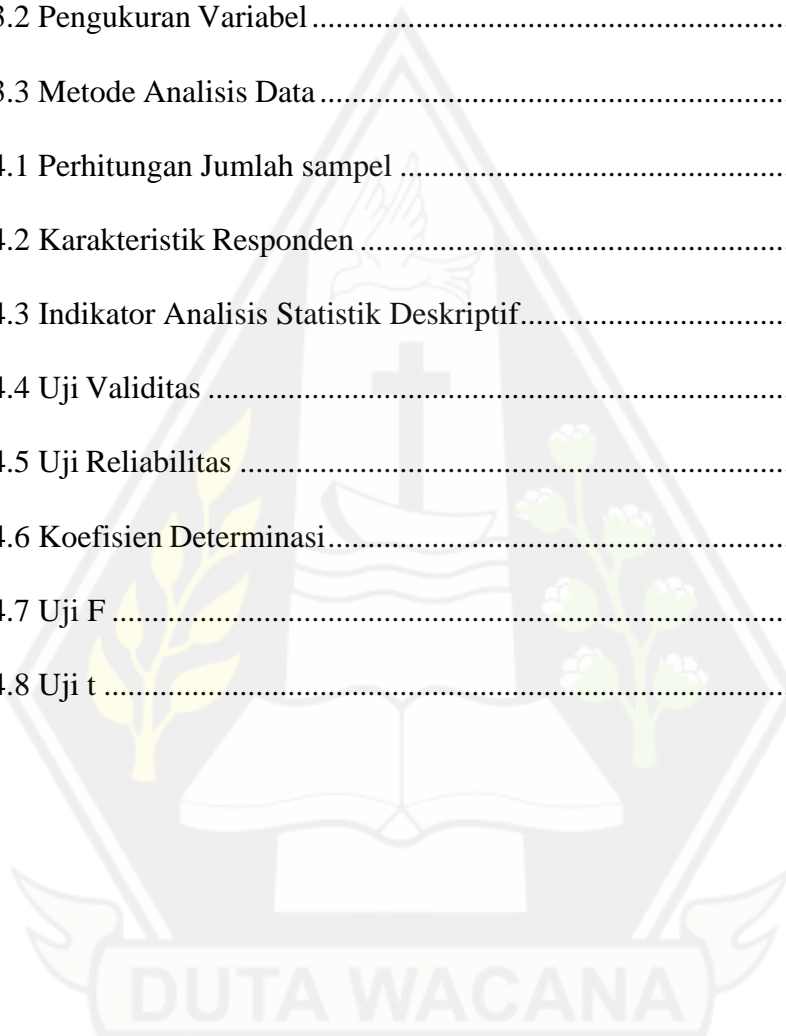 3.2 Pengukuran Variabel ............................................................
3.3 Metode Analisis Data ...........................................................
4.1 Perhitungan Jumlah sampel .................................................
4.2 Karakteristik Responden ......................................................
4.3 Indikator Analisis Statistik Deskriptif...................................
4.4 Uji Validitas .........................................................................
4.5 Uji Reliabilitas .....................................................................
4.6 Koefisien Determinasi..........................................................
4.7 Uji F .....................................................................................
4.8 Uji t ......................................................................................
DUTA WACANA